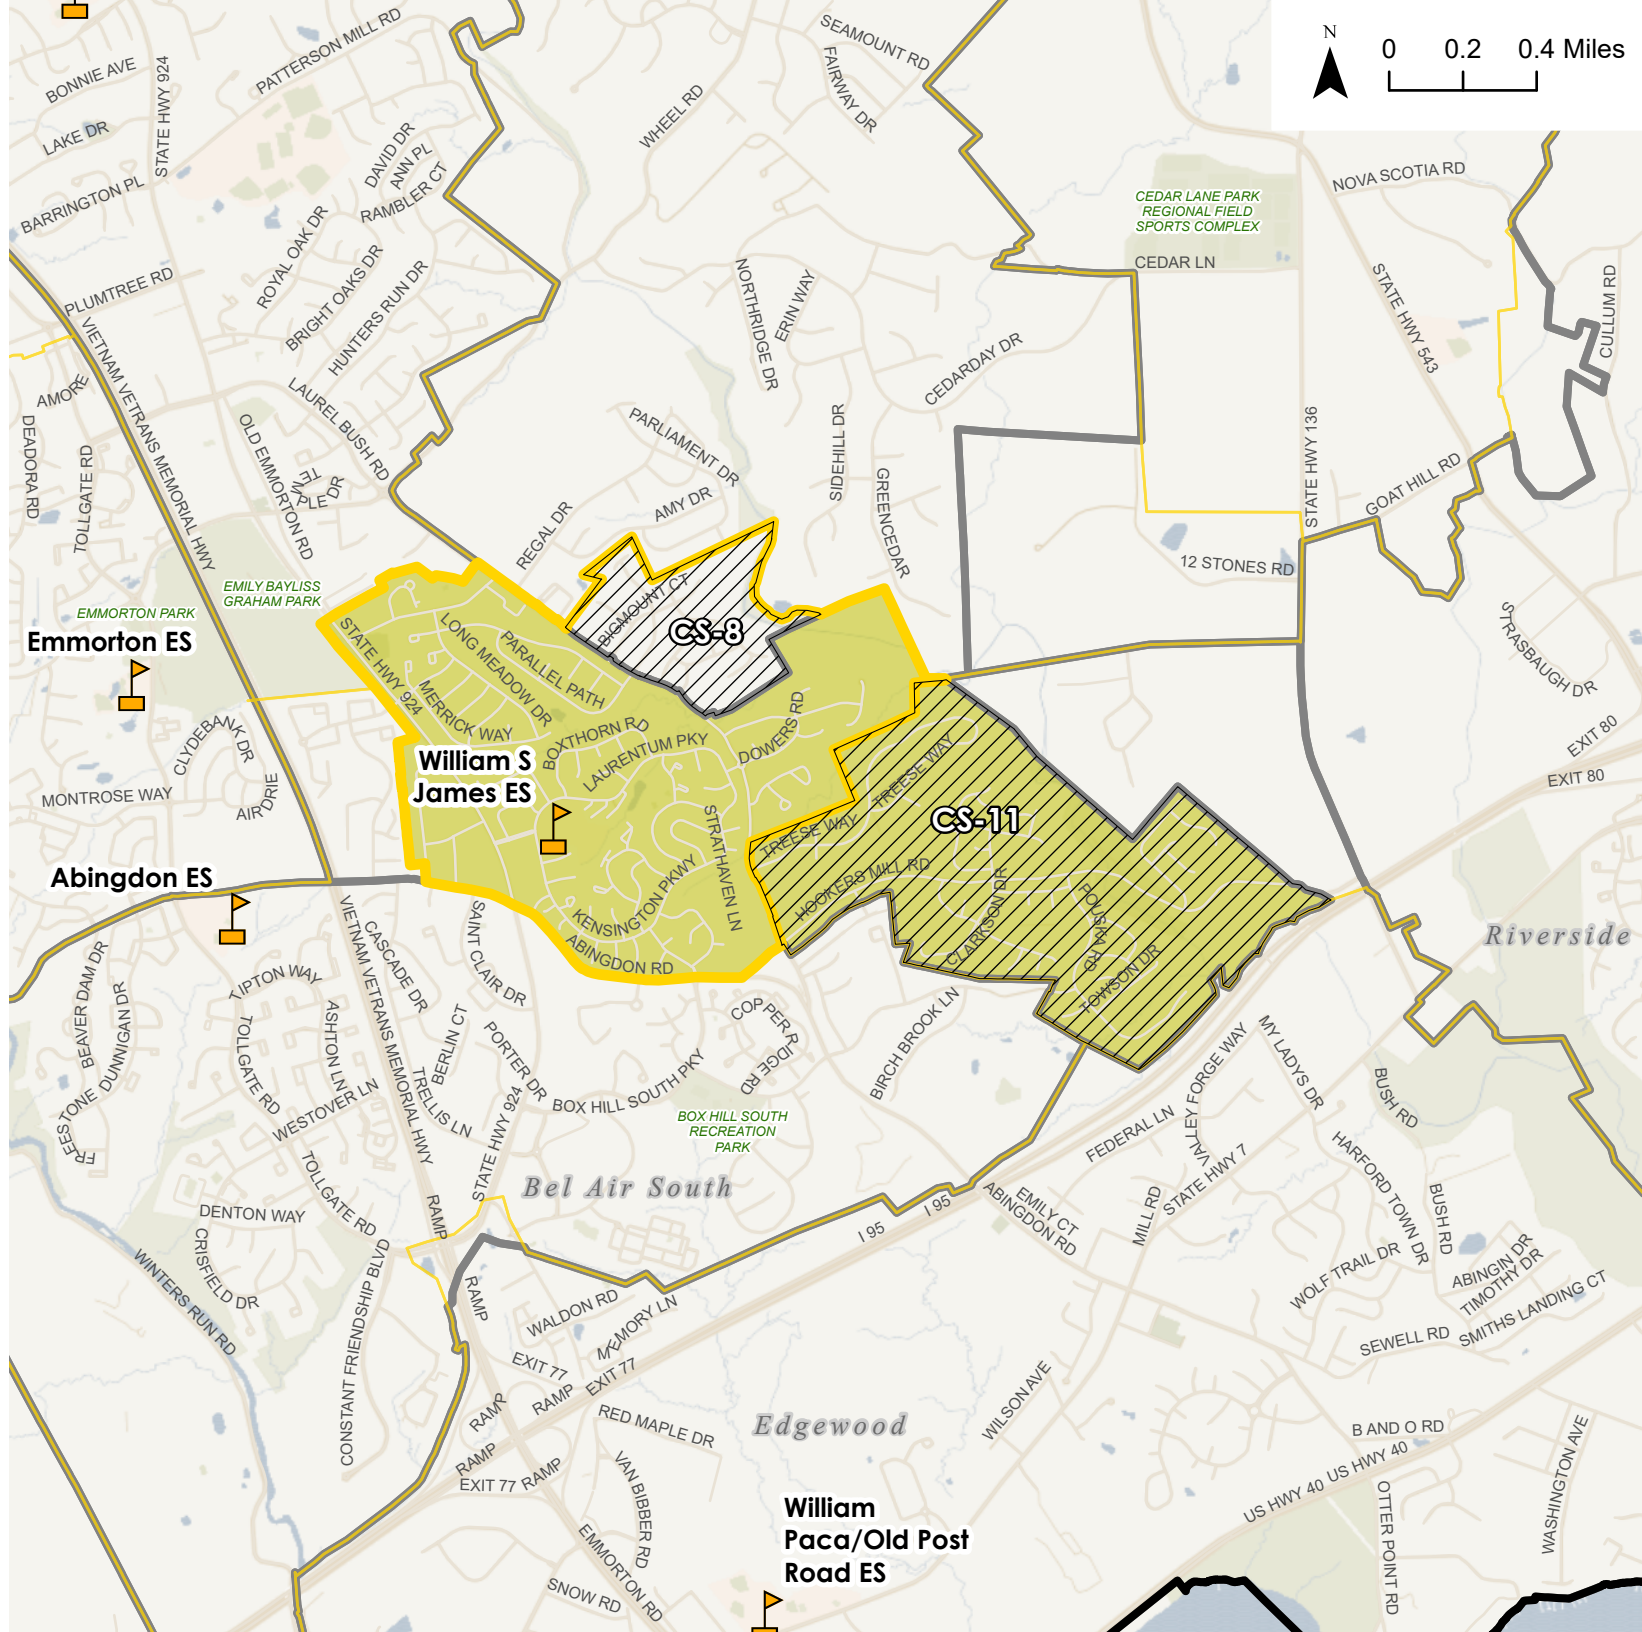 N
0 0.2 0.4 Miles
SEAMOUNT RD
FAIRWAY DR
PATTERSON MILL RD
BONNIE AVE
STATE HWY 924
LAKE DR
WHEEL RD
DAVID DR
ANN PL
RAMBLER CT
BARRINGTON PL
NOVA SCOTIA RD
CEDAR LANE PARK
REGIONAL FIELD
SPORTS COMPLEX
CEDAR LN
ROYAL OAK DR
BRIGHT OAKS DR
HUNTERS RUN DR
PLUMTREE RD
NORTHRIDGE DR
ERIN WAY
STATE HWY 543
CULLUM RD
VIETNAM VETRANS MEMORIAL HWY
CEDARDAY DR
AMORE
LAUREL BUSH RD
DEADORA RD
TOLLGATE RD
OLD EMMORTON RD
TEMPLE DR
PARLIAMENT DR
SIDEHILL DR
AMY DR
GREENCEDAR
STATE HWY 136
GOAT HILL RD
REGAL DR
12 STONES RD
EMILY BAYLISS
GRAHAM PARK
EMMORTON PARK
Emmorton ES
BIGMOUNT CT
CS-8
STRASBAUGH DR
STATE HWY 924
LONG MEADOW DR
PARALLEL PATH
MERRICK WAY
BOXTHORN RD
LAURENTUM PKY
DOWERS RD
CLYDEBANK DR
William S
James ES
TREESE WAY
EXIT 80
EXIT 80
MONTROSE WAY
AIRDRIE
STRATHAVEN LN
TREESE WAY
CS-11
HOOKERS MILL RD
Abingdon ES
KENSINGTON PKWY
CLARKSON DR
POUSKA RD
TOWSON DR
ABINGDON RD
SAINT CLAIR DR
CASCADE DR
VIETNAM VETRANS MEMORIAL HWY
Riverside
BEAVER DAM DR
DUNNIGAN DR
TIPTON WAY
TOLLGATE RD
ASHTON LN
BERLIN CT
PORTER DR
COPPER RIDGE RD
BIRCH BROOK LN
MY LADYS DR
VALLEY FORGE WAY
BUSH RD
FREESTONE
WESTOVER LN
TRELLIS LN
STATE HWY 924
BOX HILL SOUTH PKY
BOX HILL SOUTH
RECREATION
PARK
FEDERAL LN
STATE HWY 7
HARFORD TOWN DR
Bel Air South
TOLLGATE RD
DENTON WAY
CRISFIELD DR
RAMP
I 95
I 95
EMILY CT
ABINGDON RD
MILL RD
BUSH RD
WOLF TRAIL DR
ABINGIN DR
TIMOTHY DR
SMITHS LANDING CT
SEWELL RD
WINTERS RUN RD
CONSTANT FRIENDSHIP BLVD
RAMP
WALDON RD
MEMORY LN
EXIT 77
EXIT 77
RAMP
RAMP
RAMP
EXIT 77 RAMP
RED MAPLE DR
VAN BIBBER RD
Edgewood
WILSON AVE
B AND O RD
US HWY 40
US HWY 40
WASHINGTON AVE
OTTER POINT RD
William
Paca/Old Post
Road ES
EMMORTON RD
SNOW RD